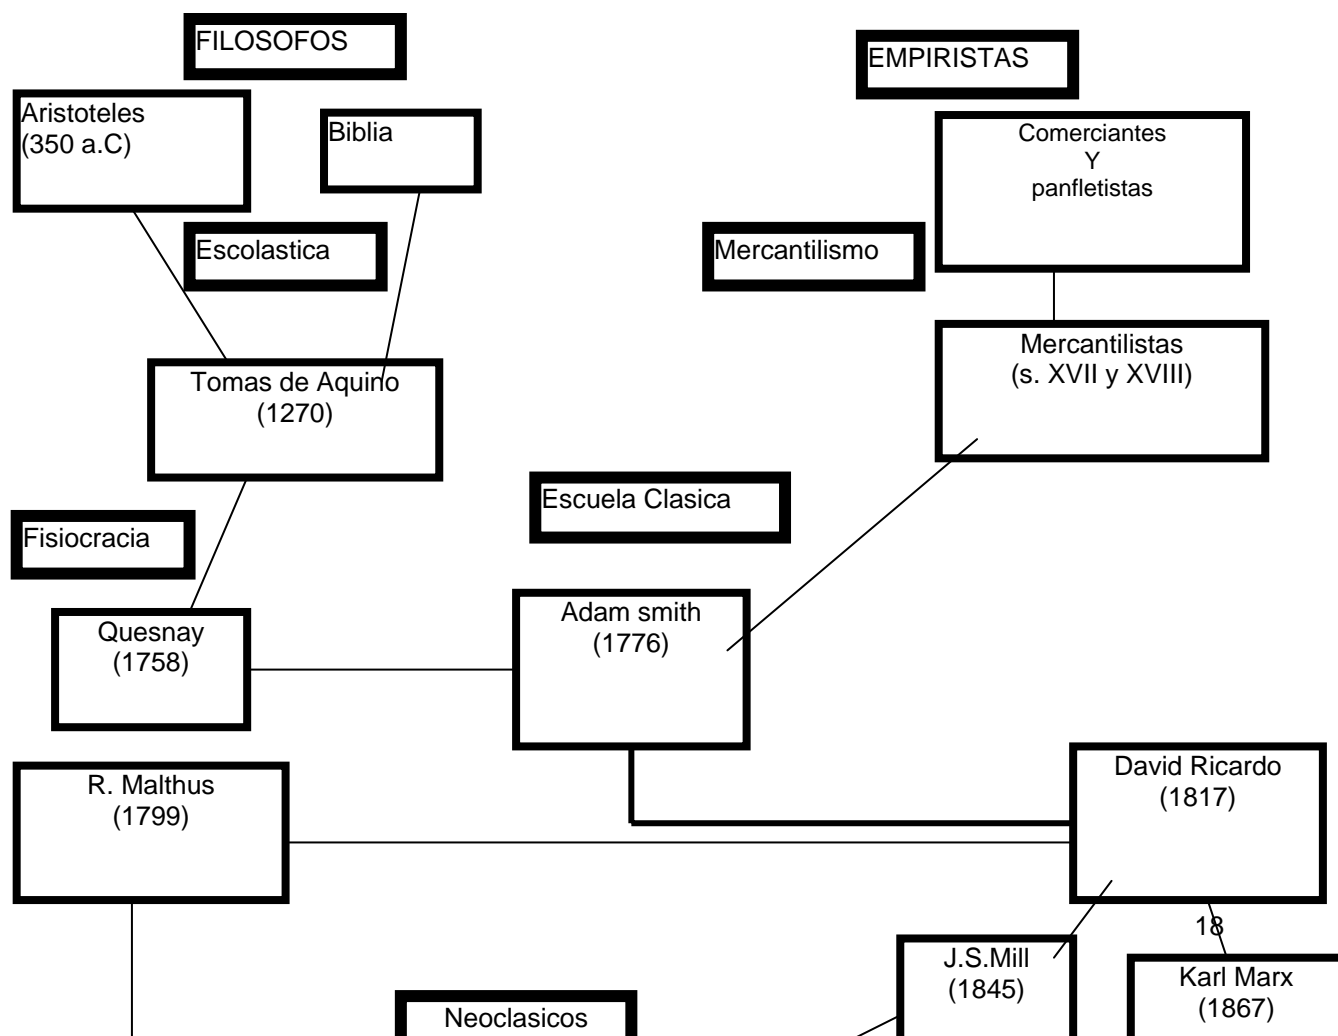 FILOSOFOS
EMPIRISTAS
Aristoteles
(350 a.C)
Biblia
Comerciantes
Y
panfletistas
Escolastica
Mercantilismo
Mercantilistas
(s. XVII y XVIII)
Tomas de Aquino
(1270)
Escuela Clasica
Fisiocracia
Adam smith
(1776)
Quesnay
(1758)
David Ricardo
(1817)
R. Malthus
(1799)
18
J.S.Mill
(1845)
Karl Marx
(1867)
Neoclasicos